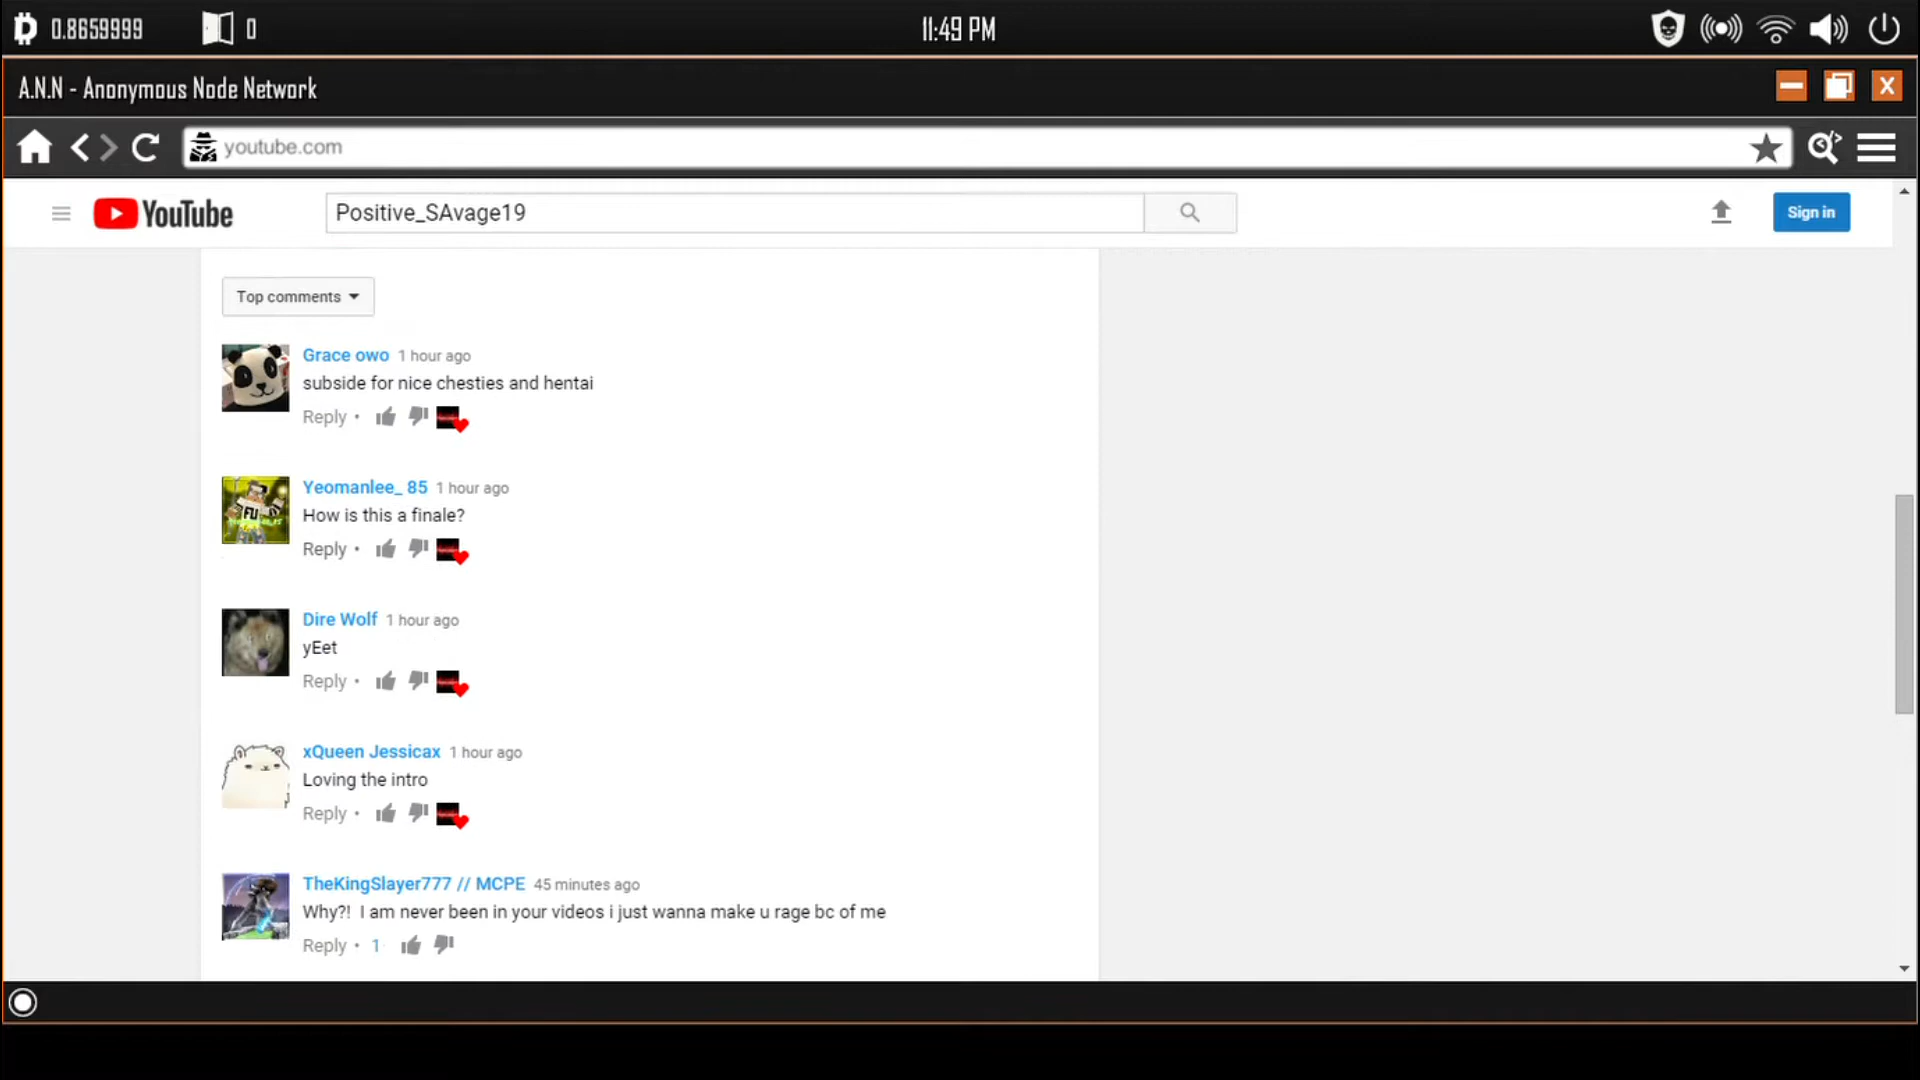 0.8659999 0 11:49 PM
A.N.N - Anonymous Node Network
youtube.com
YouTube Positive_SAvage19 Sign in
Top comments
Grace owo 1 hour ago
subside for nice chesties and hentai
Reply •
Yeomanlee_ 85 1 hour ago
How is this a finale?
Reply •
FU
Dire Wolf 1 hour ago
yEet
Reply •
xQueen Jessicax 1 hour ago
Loving the intro
Reply •
TheKingSlayer777 // MCPE 45 minutes ago
Why?! I am never been in your videos i just wanna make u rage bc of me
Reply • 1